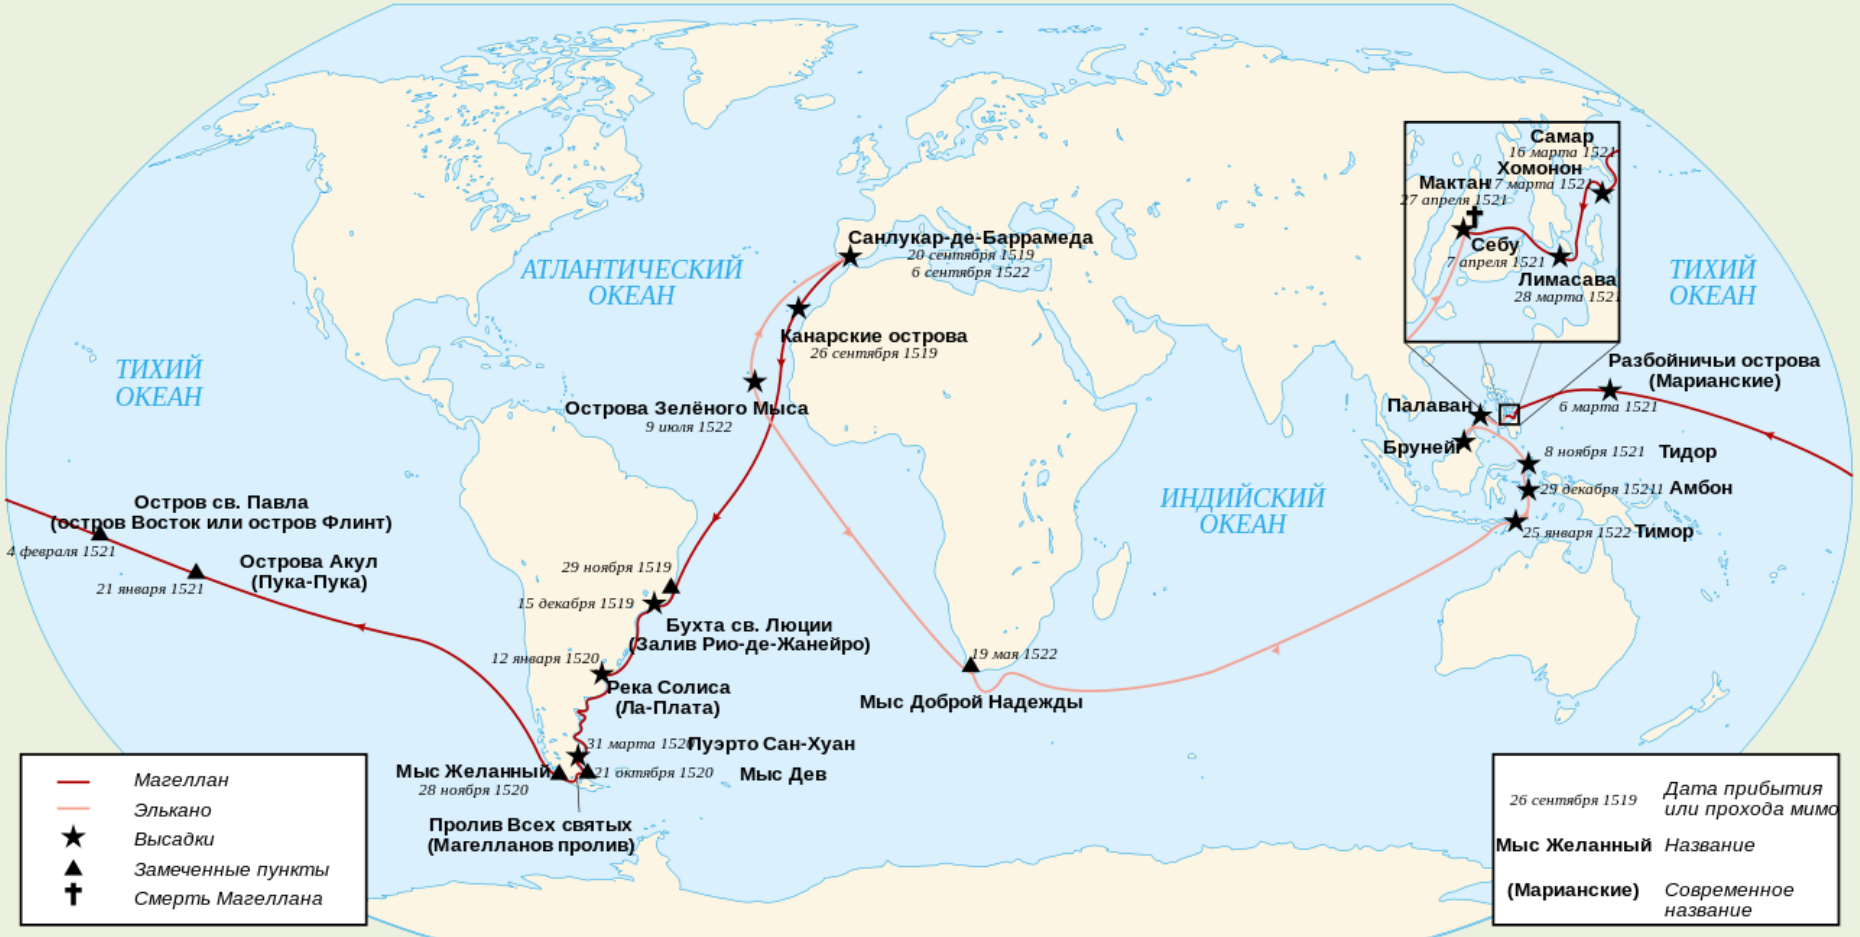 Самар
16 марта 1521
Хомонон
17 марта 1521
Мактан
27 апреля 1521
Себу
7 апреля 1521
Лимасава
28 марта 1521
Санлукар-де-Баррамеда
20 сентября 1519
6 сентября 1522
АТЛАНТИЧЕСКИЙ
ОКЕАН
ТИХИЙ
ОКЕАН
Канарские острова
26 сентября 1519
ТИХИЙ
ОКЕАН
Разбойничьи острова
(Марианские)
6 марта 1521
Острова Зелёного Мыса
9 июля 1522
Палаван
Бруней
8 ноября 1521 Тидор
29 декабря 15211 Амбон
25 января 1522 Тимор
ИНДИЙСКИЙ
ОКЕАН
Остров св. Павла
(остров Восток или остров Флинт)
4 февраля 1521
Острова Акул
(Пука-Пука)
21 января 1521
29 ноября 1519
15 декабря 1519
Бухта св. Люции
(Залив Рио-де-Жанейро)
12 января 1520
Река Солиса
(Ла-Плата)
19 мая 1522
Мыс Доброй Надежды
31 марта 1520 Пуэрто Сан-Хуан
Мыс Желанный
28 ноября 1520
21 октября 1520 Мыс Дев
Пролив Всех святых
(Магелланов пролив)
Магеллан
Элькано
Высадки
Замеченные пункты
Смерть Магеллана
26 сентября 1519 Дата прибытия
или прохода мимо
Мыс Желанный Название
(Марианские) Современное
название